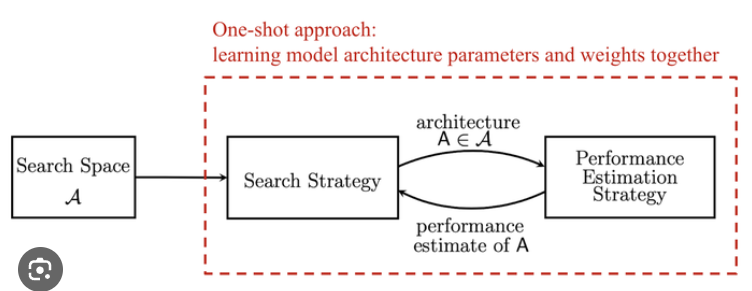 One-shot approach:
learning model architecture parameters and weights together
Search Space
𝒜
Search Strategy
architecture
A ∈ 𝒜
performance
estimate of A
Performance
Estimation
Strategy